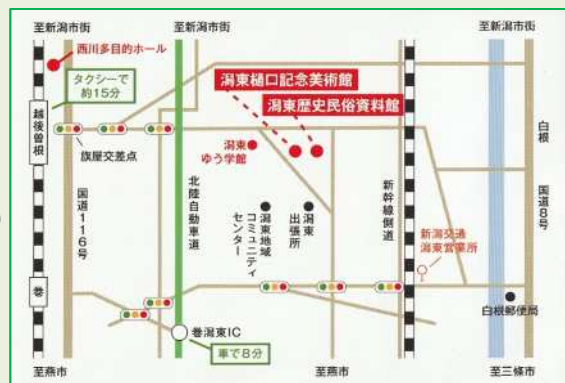 至新潟市街
至新潟市街
至新潟市街
西川多目的ホール
タクシーで
約15分
越後曽根
旗屋交差点
国道116号
巻
至燕市
北陸自動車道
巻潟東IC
車で8分
潟東樋口記念美術館
潟東歴史民俗資料館
潟東
ゆう学館
潟東地域
コミュニティ
センター
潟東
出張所
至燕市
新幹線側道
新潟交通
潟東営業所
白根
国道8号
白根郵便局
至三條市